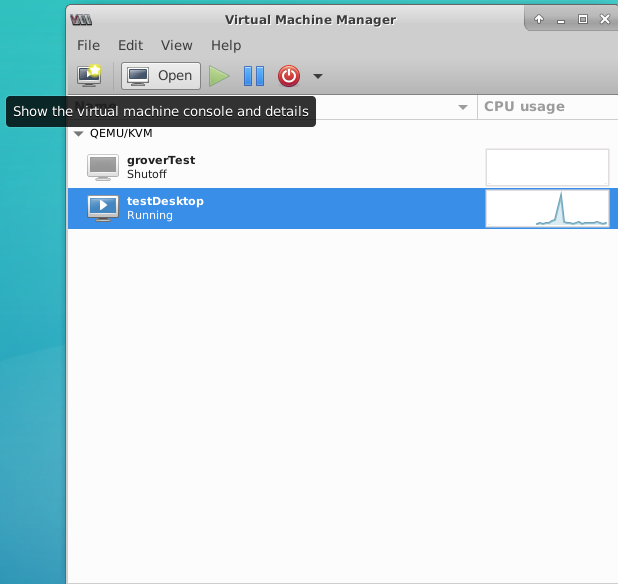 Virtual Machine Manager
File Edit View Help
Open
Name CPU usage
Show the virtual machine console and details
QEMU/KVM
groverTest
Shutoff
testDesktop
Running